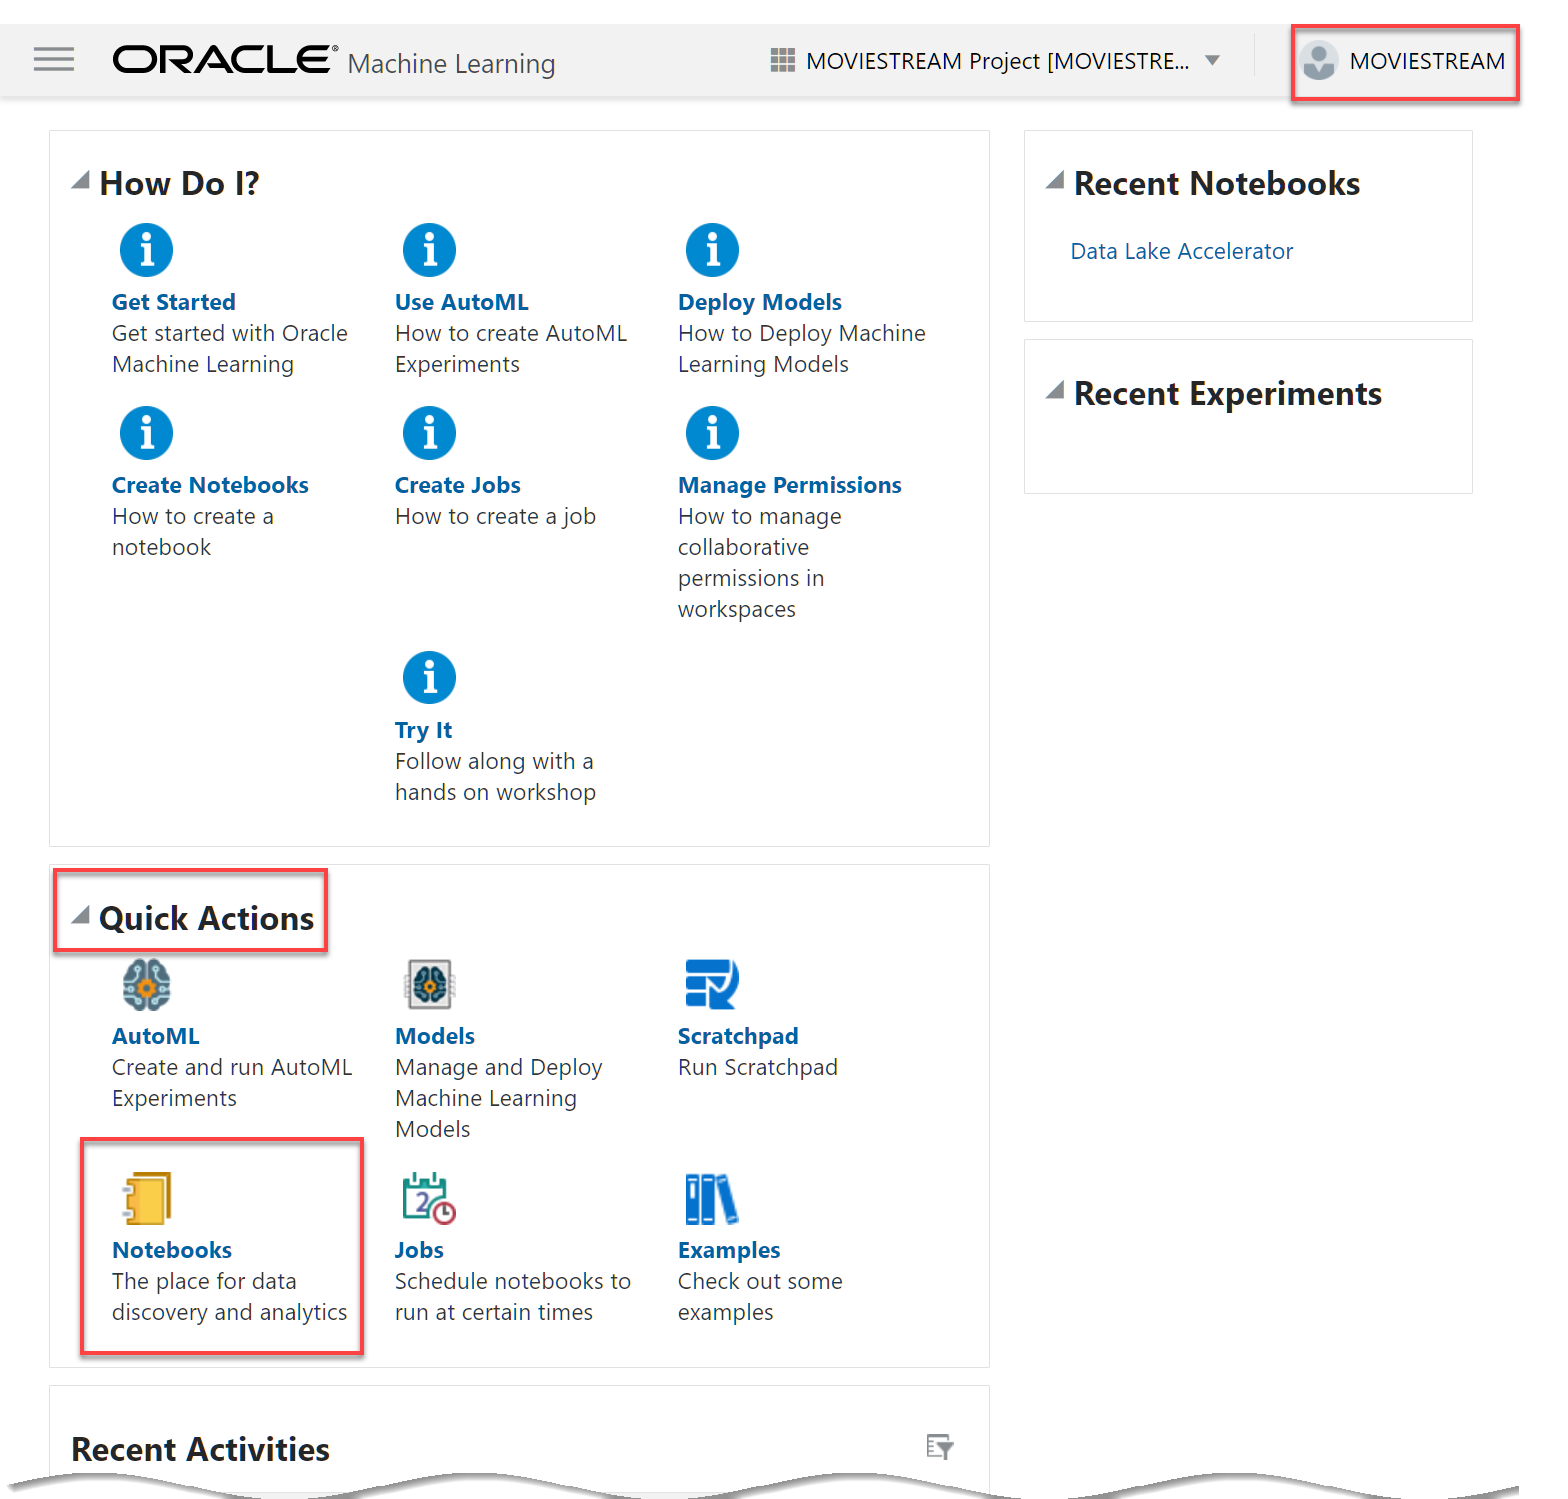 ORACLE® Machine Learning
MOVIESTREAM Project [MOVIESTRE...
MOVIESTREAM
How Do I?
Get Started
Get started with Oracle
Machine Learning
Use AutoML
How to create AutoML
Experiments
Deploy Models
How to Deploy Machine
Learning Models
Create Notebooks
How to create a
notebook
Create Jobs
How to create a job
Manage Permissions
How to manage
collaborative
permissions in
workspaces
Try It
Follow along with a
hands on workshop
Recent Notebooks
Data Lake Accelerator
Recent Experiments
Quick Actions
AutoML
Create and run AutoML
Experiments
Models
Manage and Deploy
Machine Learning
Models
Scratchpad
Run Scratchpad
Notebooks
The place for data
discovery and analytics
2
Jobs
Schedule notebooks to
run at certain times
Examples
Check out some
examples
Recent Activities